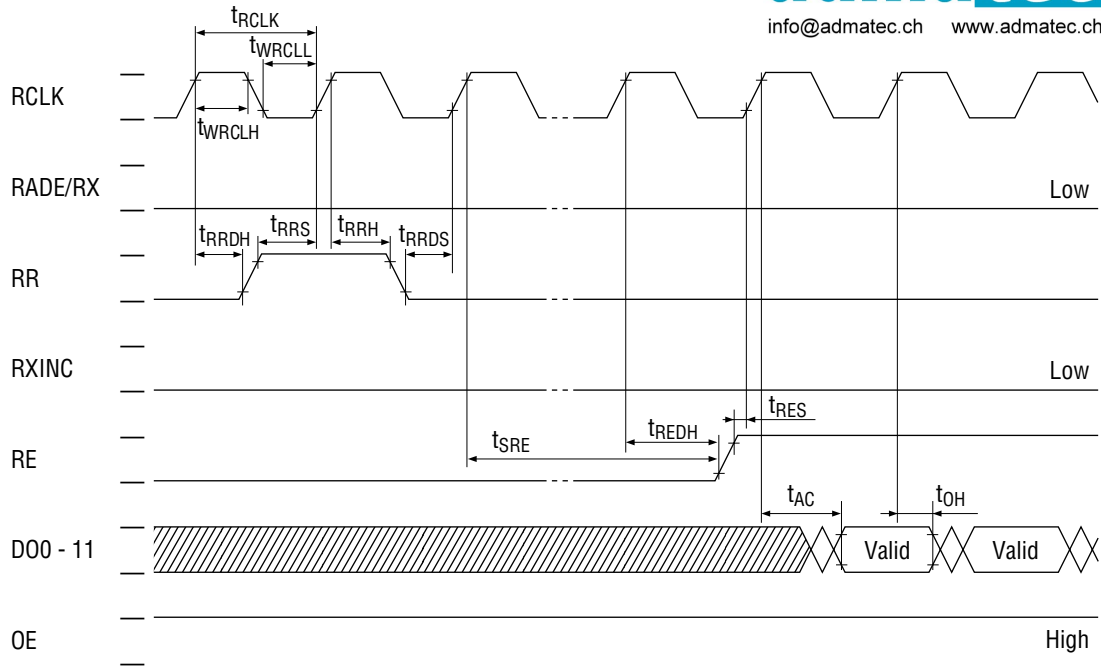 info@admatec.ch www.admatec.ch
tRCLK
tWRCLL
RCLK
tWRCLH
RADE/RX
Low
tRRDH
tRRS
tRRH
tRRDS
RR
RXINC
Low
tRES
tREDH
tSRE
RE
tAC
tOH
DO0 - 11
Valid
Valid
OE
High